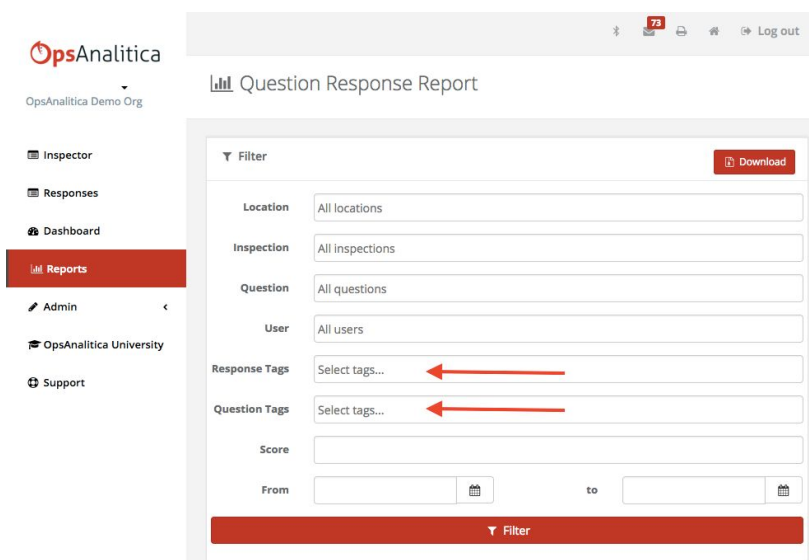 73
Log out
OpsAnalitica
OpsAnalitica Demo Org
Question Response Report
Inspector
Responses
Dashboard
Reports
Admin
OpsAnalitica University
Support
Filter
Download
Location All locations
Inspection All inspections
Question All questions
User All users
Response Tags Select tags...
Question Tags Select tags...
Score
From to
Filter